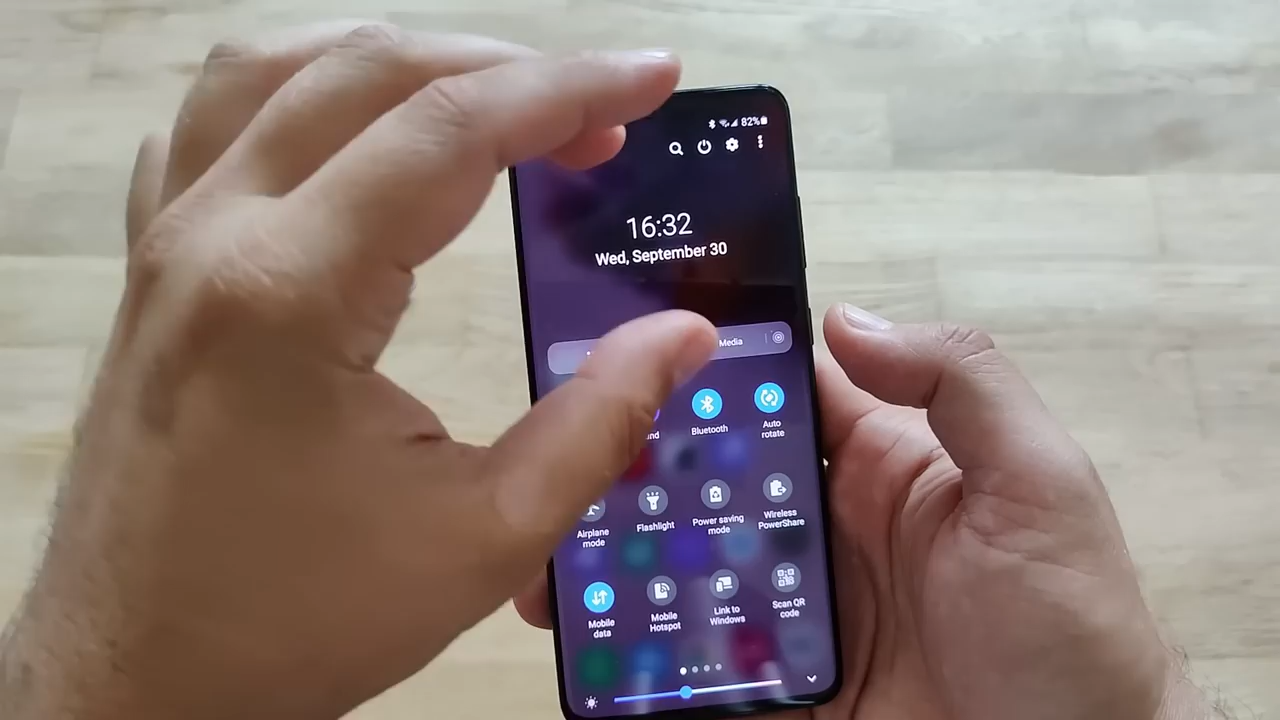 82%
16:32
Wed, September 30
Media
nd
Bluetooth
Auto
rotate
Airplane
mode
Flashlight
Power saving
mode
Wireless
PowerShare
Mobile
data
Mobile
Hotspot
Link to
Windows
Scan QR
code